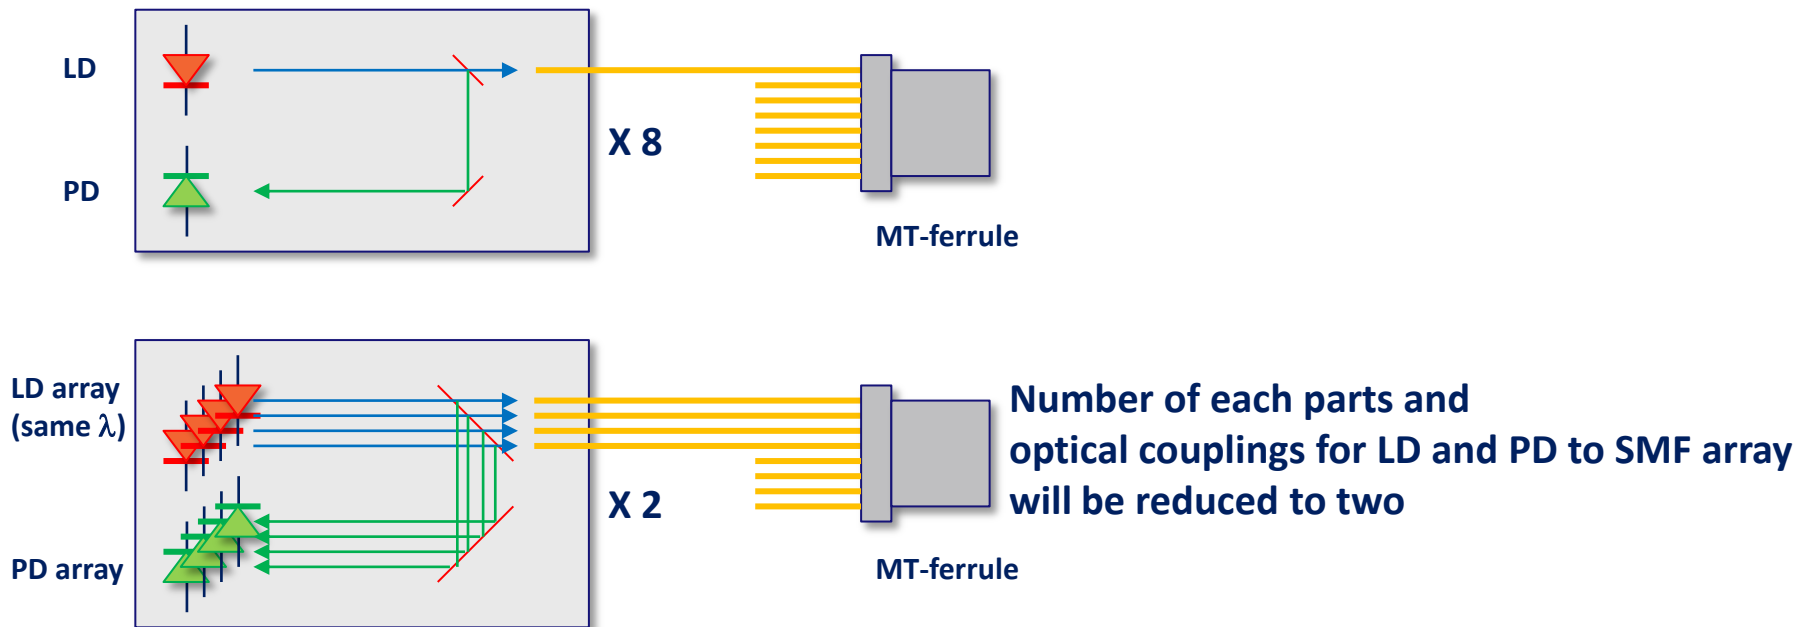 LD
PD
X 8
MT-ferrule
LD array
(same λ)
PD array
X 2
MT-ferrule
Number of each parts and
optical couplings for LD and PD to SMF array
will be reduced to two